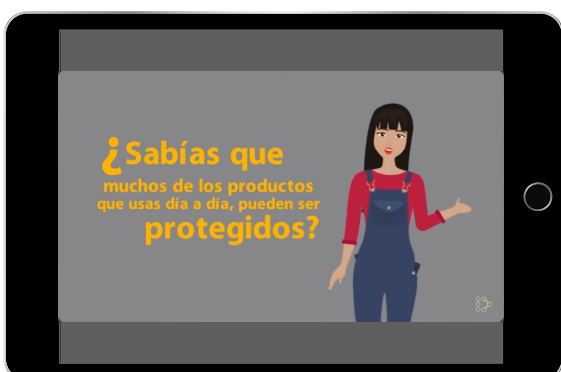 ¿Sabías que
muchos de los productos
que usas día a día, pueden ser
protegidos?